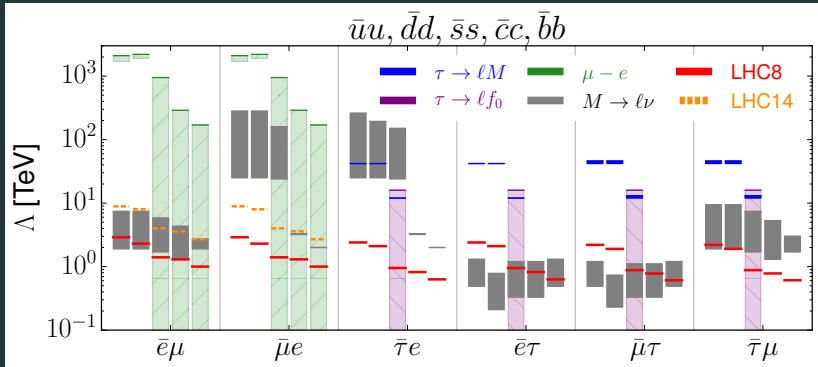 ūu, d̄d, s̄s, c̄c, b̄b
τ → ℓM
μ − e
LHC8
τ → ℓf₀
M → ℓν
LHC14
Λ [TeV]
10³
10²
10¹
10⁰
10⁻¹
ēμ
μ̄e
τ̄e
ēτ
μ̄τ
τ̄μ